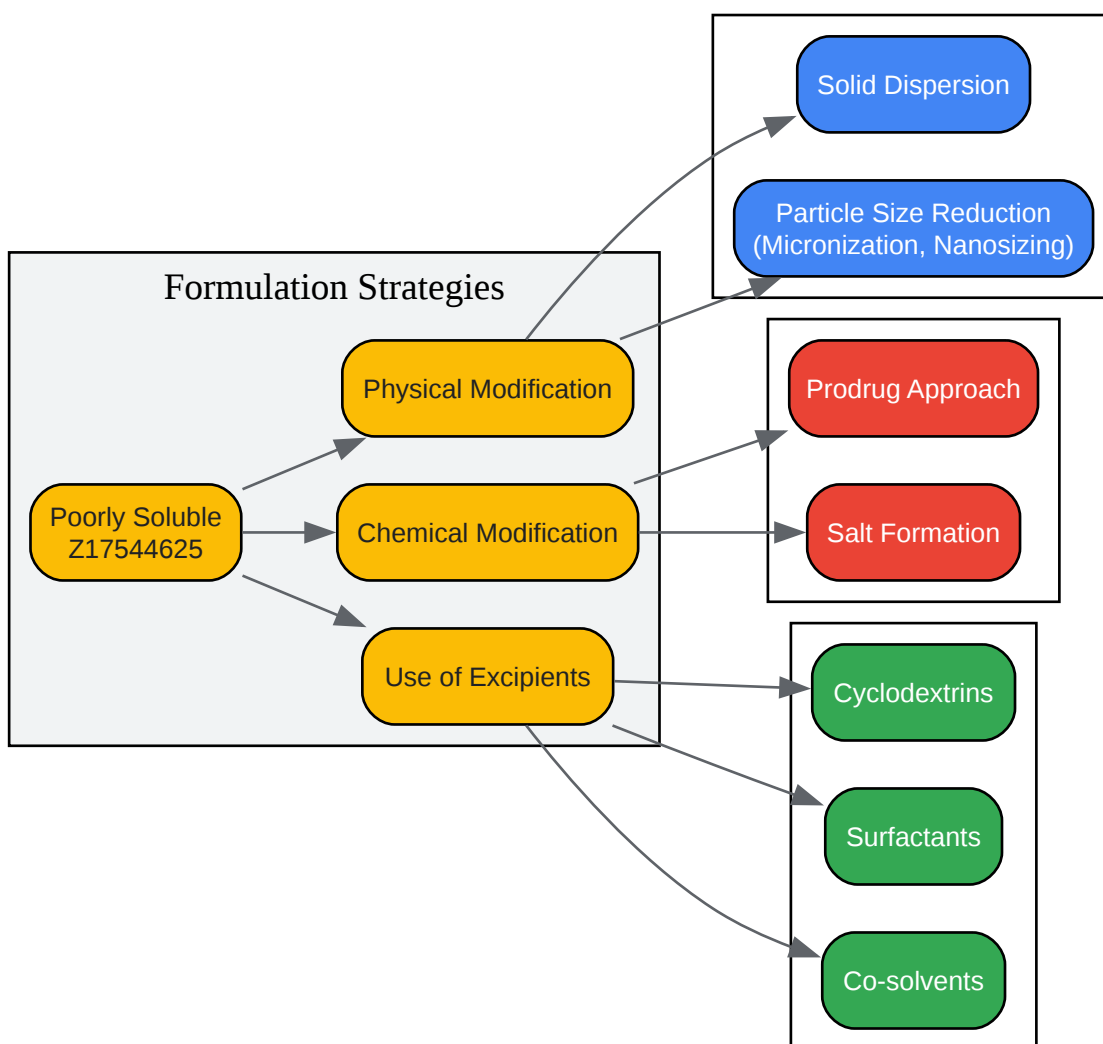 Solid Dispersion
Particle Size Reduction
(Micronization, Nanosizing)
Formulation Strategies
Physical Modification
Prodrug Approach
Poorly Soluble
Z17544625
Chemical Modification
Salt Formation
Use of Excipients
Cyclodextrins
Surfactants
Co-solvents